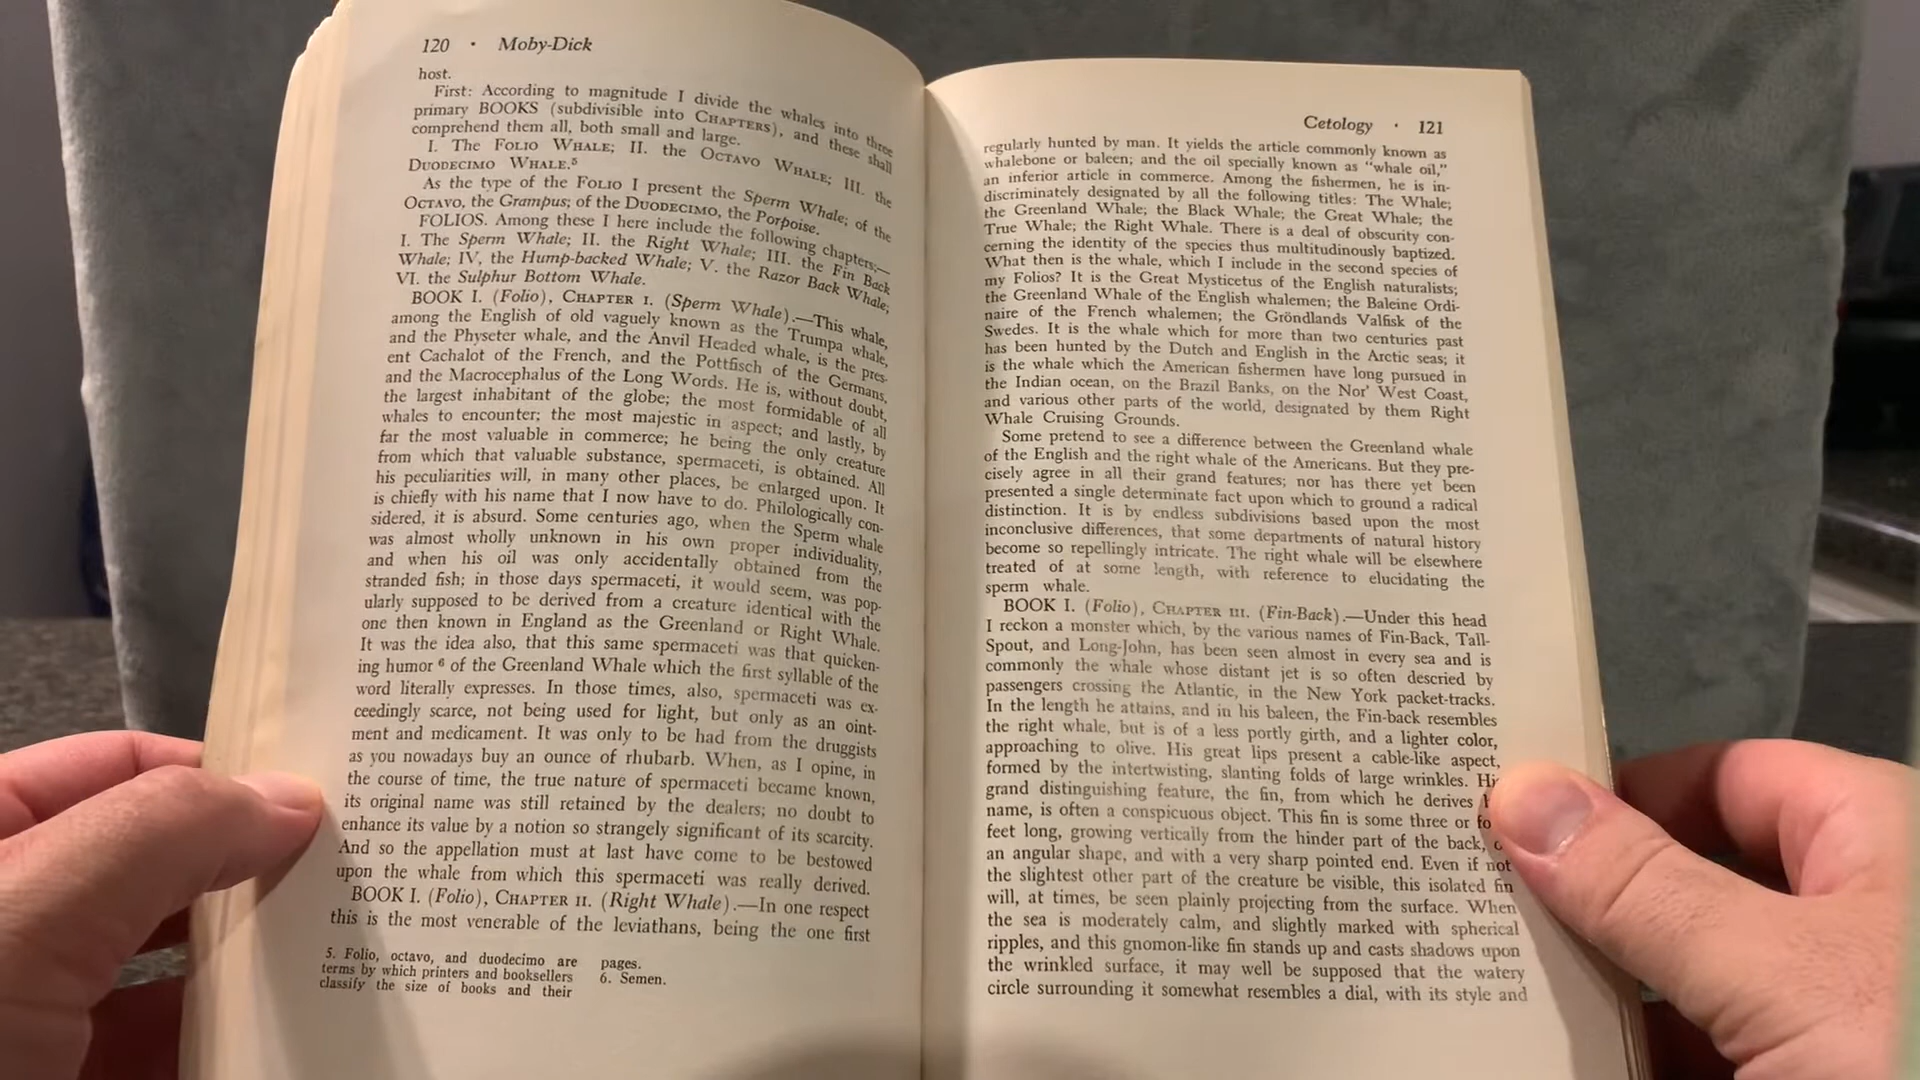 120 · Moby-Dick
host.
First: According to magnitude I divide the whales into three
primary BOOKS (subdivisible into CHAPTERS), and these shall
comprehend them all, both small and large.
I. The FOLIO WHALE; II. the OCTAVO WHALE; III. the
DUODECIMO WHALE.5
As the type of the FOLIO I present the Sperm Whale; of the
OCTAVO, the Grampus; of the DUODECIMO, the Porpoise.
FOLIOS. Among these I here include the following chapters;—
I. The Sperm Whale; II. the Right Whale; III. the Fin Back
Whale; IV, the Hump-backed Whale; V. the Razor Back Whale;
VI. the Sulphur Bottom Whale.
BOOK I. (Folio), CHAPTER I. (Sperm Whale).—This whale,
among the English of old vaguely known as the Trumpa whale,
and the Physeter whale, and the Anvil Headed whale, is the pres-
ent Cachalot of the French, and the Pottfisch of the Germans,
and the Macrocephalus of the Long Words. He is, without doubt,
the largest inhabitant of the globe; the most formidable of all
whales to encounter; the most majestic in aspect; and lastly, by
far the most valuable in commerce; he being the only creature
from which that valuable substance, spermaceti, is obtained. All
his peculiarities will, in many other places, be enlarged upon. It
is chiefly with his name that I now have to do. Philologically con-
sidered, it is absurd. Some centuries ago, when the Sperm whale
was almost wholly unknown in his own proper individuality,
and when his oil was only accidentally obtained from the
stranded fish; in those days spermaceti, it would seem, was pop-
ularly supposed to be derived from a creature identical with the
one then known in England as the Greenland or Right Whale.
It was the idea also, that this same spermaceti was that quicken-
ing humor 6 of the Greenland Whale which the first syllable of the
word literally expresses. In those times, also, spermaceti was ex-
ceedingly scarce, not being used for light, but only as an oint-
ment and medicament. It was only to be had from the druggists
as you nowadays buy an ounce of rhubarb. When, as I opine, in
the course of time, the true nature of spermaceti became known,
its original name was still retained by the dealers; no doubt to
enhance its value by a notion so strangely significant of its scarcity.
And so the appellation must at last have come to be bestowed
upon the whale from which this spermaceti was really derived.
BOOK I. (Folio), CHAPTER II. (Right Whale).—In one respect
this is the most venerable of the leviathans, being the one first
5. Folio, octavo, and duodecimo are
terms by which printers and booksellers
classify the size of books and their
pages.
6. Semen.
Cetology · 121
regularly hunted by man. It yields the article commonly known as
whalebone or baleen; and the oil specially known as "whale oil,"
an inferior article in commerce. Among the fishermen, he is in-
discriminately designated by all the following titles: The Whale;
the Greenland Whale; the Black Whale; the Great Whale; the
True Whale; the Right Whale. There is a deal of obscurity con-
cerning the identity of the species thus multitudinously baptized.
What then is the whale, which I include in the second species of
my Folios? It is the Great Mysticetus of the English naturalists;
the Greenland Whale of the English whalemen; the Baleine Ordi-
naire of the French whalemen; the Gröndlands Valfisk of the
Swedes. It is the whale which for more than two centuries past
has been hunted by the Dutch and English in the Arctic seas; it
is the whale which the American fishermen have long pursued in
the Indian ocean, on the Brazil Banks, on the Nor' West Coast,
and various other parts of the world, designated by them Right
Whale Cruising Grounds.
Some pretend to see a difference between the Greenland whale
of the English and the right whale of the Americans. But they pre-
cisely agree in all their grand features; nor has there yet been
presented a single determinate fact upon which to ground a radical
distinction. It is by endless subdivisions based upon the most
inconclusive differences, that some departments of natural history
become so repellingly intricate. The right whale will be elsewhere
treated of at some length, with reference to elucidating the
sperm whale.
BOOK I. (Folio), CHAPTER III. (Fin-Back).—Under this head
I reckon a monster which, by the various names of Fin-Back, Tall-
Spout, and Long-John, has been seen almost in every sea and is
commonly the whale whose distant jet is so often descried by
passengers crossing the Atlantic, in the New York packet-tracks.
In the length he attains, and in his baleen, the Fin-back resembles
the right whale, but is of a less portly girth, and a lighter color,
approaching to olive. His great lips present a cable-like aspect,
formed by the intertwisting, slanting folds of large wrinkles.
grand distinguishing feature, the fin, from which he derives
name, is often a conspicuous object. This fin is some three or
feet long, growing vertically from the hinder part of the back,
an angular shape, and with a very sharp pointed end. Even if not
the slightest other part of the creature be visible, this isolated fin
will, at times, be seen plainly projecting from the surface. When
the sea is moderately calm, and slightly marked with spherical
ripples, and this gnomon-like fin stands up and casts shadows upon
the wrinkled surface, it may well be supposed that the watery
circle surrounding it somewhat resembles a dial, with its style and